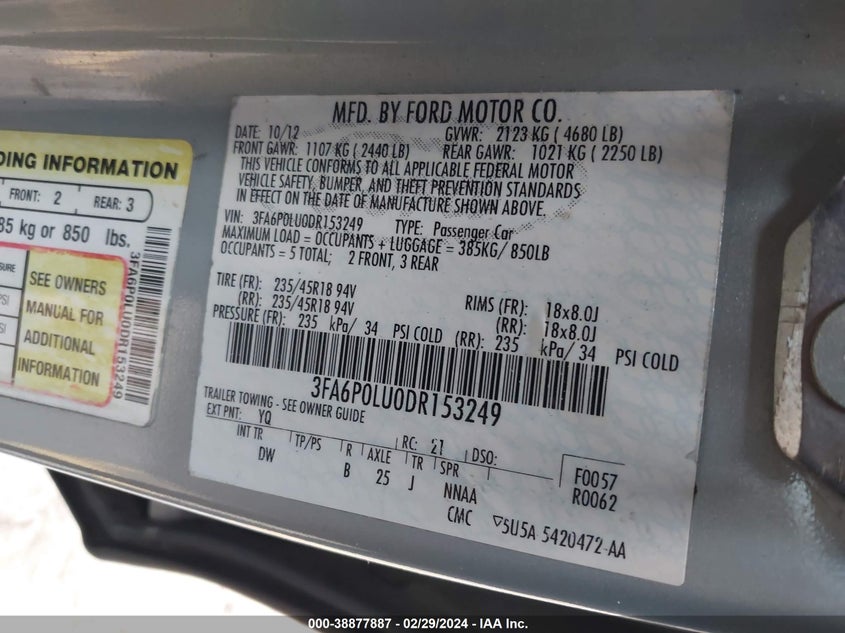 DING INFORMATION
FRONT: 2
REAR: 3
85 kg or 850 lbs.
SURE
PSI
SI
SEE OWNERS
MANUAL FOR
ADDITIONAL
INFORMATION
3FA6P0LU0DR153249
MFD. BY FORD MOTOR CO.
DATE: 10/12 GVWR: 2123 KG ( 4680 LB)
FRONT GAWR: 1107 KG ( 2440 LB) REAR GAWR: 1021 KG ( 2250 LB)
THIS VEHICLE CONFORMS TO ALL APPLICABLE FEDERAL MOTOR
VEHICLE SAFETY, BUMPER, AND THEFT PREVENTION STANDARDS
IN EFFECT ON THE DATE OF MANUFACTURE SHOWN ABOVE.
VIN: 3FA6P0LU0DR153249 TYPE: Passenger Car
MAXIMUM LOAD = OCCUPANTS + LUGGAGE = 385KG/ 850LB
OCCUPANTS = 5 TOTAL; 2 FRONT, 3 REAR
TIRE (FR): 235/45R18 94V RIMS (FR): 18x8.0J
(RR): 235/45R18 94V (RR): 18x8.0J
PRESSURE (FR): 235 kPa/ 34 PSI COLD (RR): 235 kPa/ 34 PSI COLD
3FA6P0LU0DR153249
TRAILER TOWING - SEE OWNER GUIDE
EXT PNT: YQ RC: 21 DSO:
INT TR TP/PS R AXLE TR SPR F0057
DW B 25 J NNAA R0062
CMC 5U5A 5420472-AA
000-38877887 - 02/29/2024 - IAA Inc.